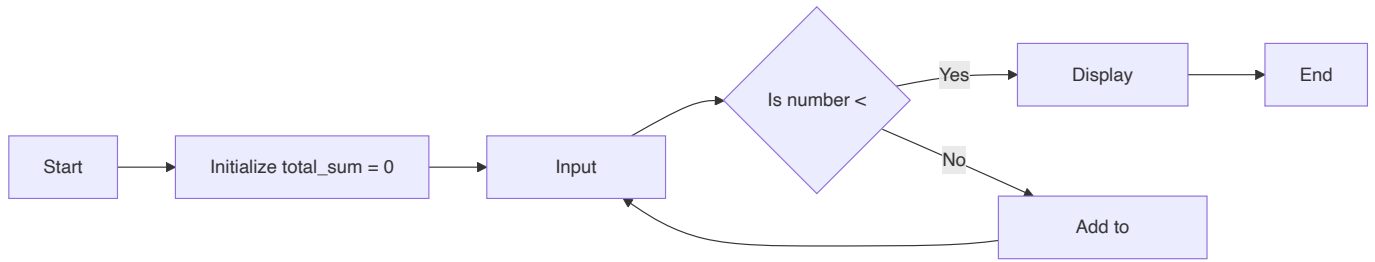 Start
Initialize total_sum = 0
Input
Is number <
Yes
Display
End
No
Add to